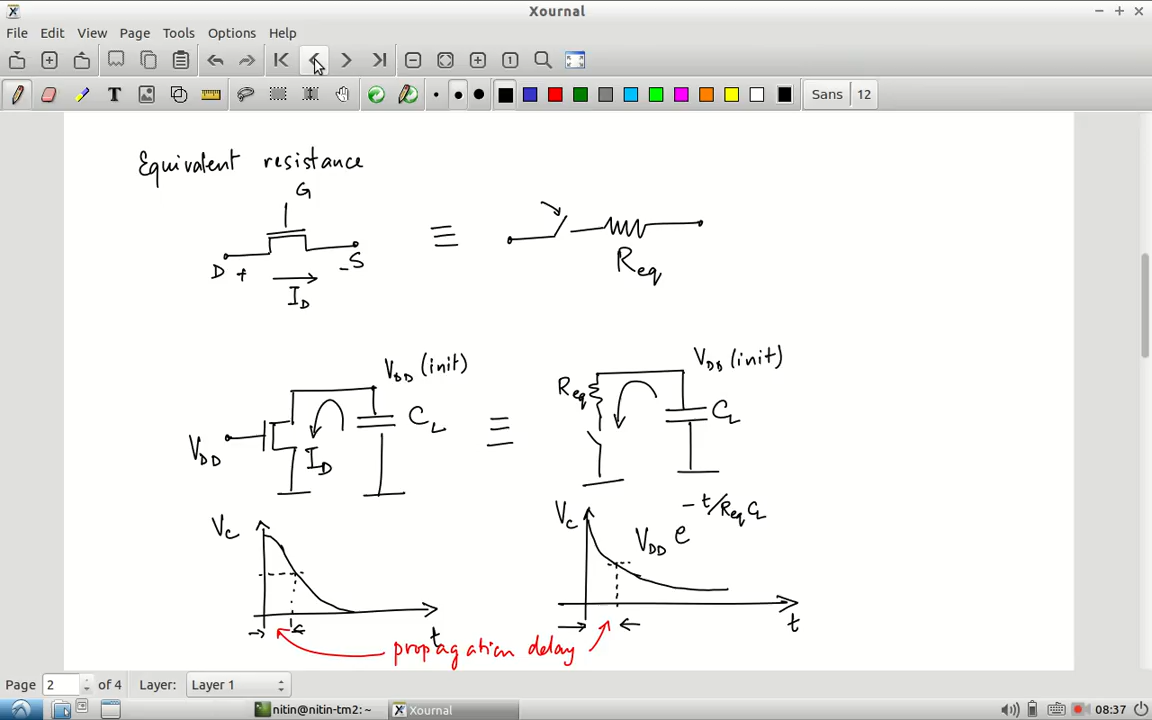 Xournal
File Edit View Page Tools Options Help
Sans 12
Equivalent resistance
G
D + - S
I_D
≡
R_eq
V_DD (init)
V_DD
I_D
C_L
≡
R_eq
V_DD (init)
C_L
V_C
t
V_C
V_DD e^{-t/R_eq C_L}
t
propagation delay
Page 2 of 4 Layer: Layer 1
nitin@nitin-tm2: ~ Xournal 08:37